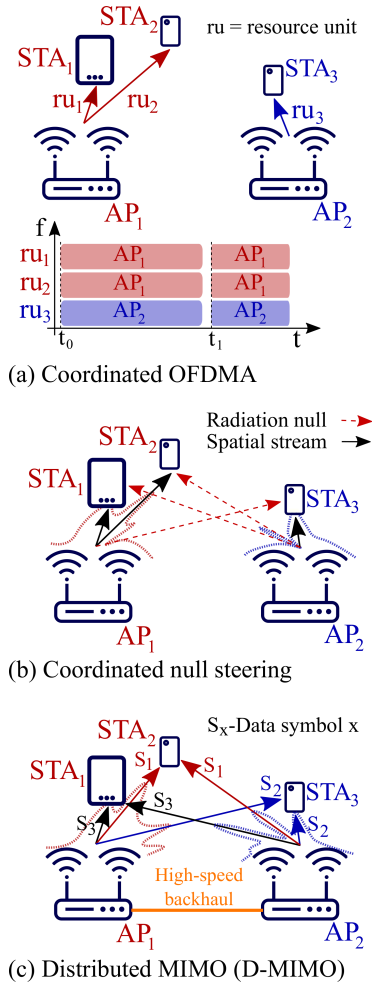 STA2
ru = resource unit
STA1
STA3
ru1
ru2
ru3
AP1
AP2
f
ru1 AP1 AP1
ru2 AP1 AP1
ru3 AP2 AP2
t0 t1 t
(a) Coordinated OFDMA
Radiation null
Spatial stream
STA2
STA1
STA3
AP1
AP2
(b) Coordinated null steering
Sx-Data symbol x
STA2
STA1
S1 S1
S2
STA3
S3 S3
S2
High-speed
backhaul
AP1
AP2
(c) Distributed MIMO (D-MIMO)